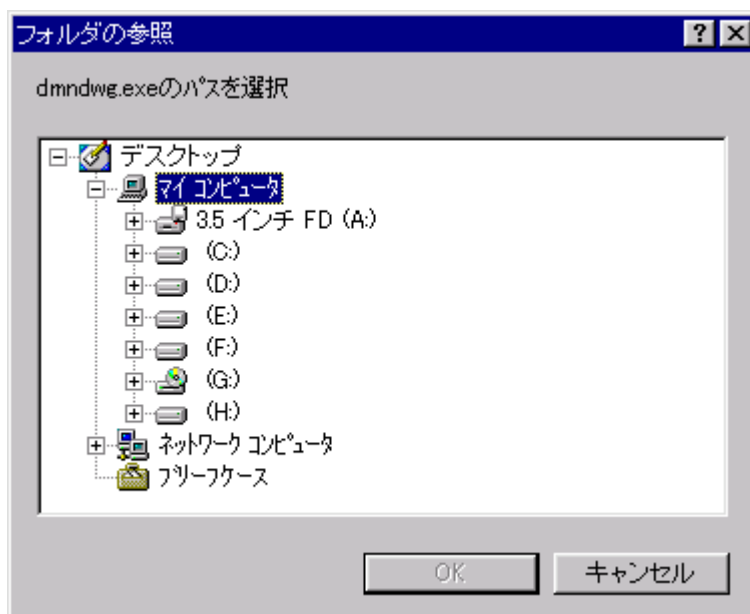 フォルダの参照
dmndwg.exeのパスを選択
デスクトップ
マイ コンピュータ
3.5 インチ FD (A:)
(C:)
(D:)
(E:)
(F:)
(G:)
(H:)
ネットワーク コンピュータ
ブリーフケース
OK キャンセル